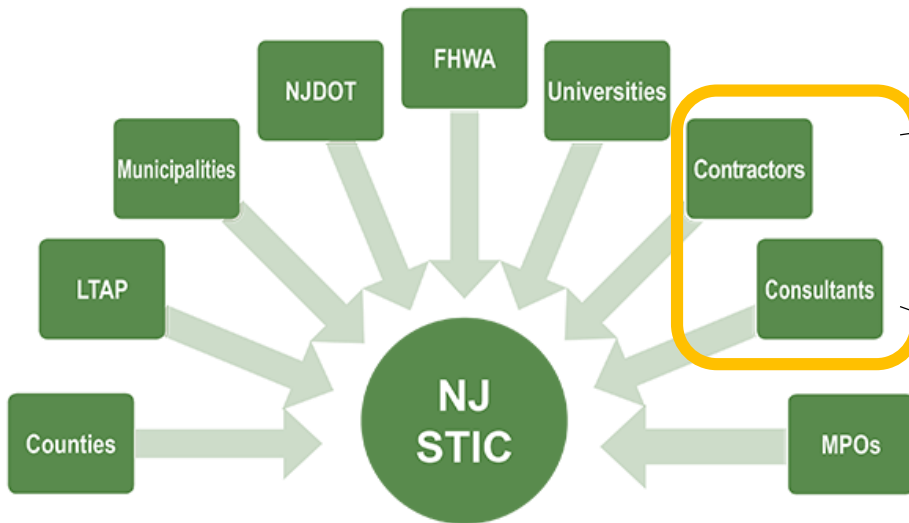 FHWA
NJDOT
Universities
Municipalities
Contractors
LTAP
Consultants
NJ
STIC
Counties
MPOs